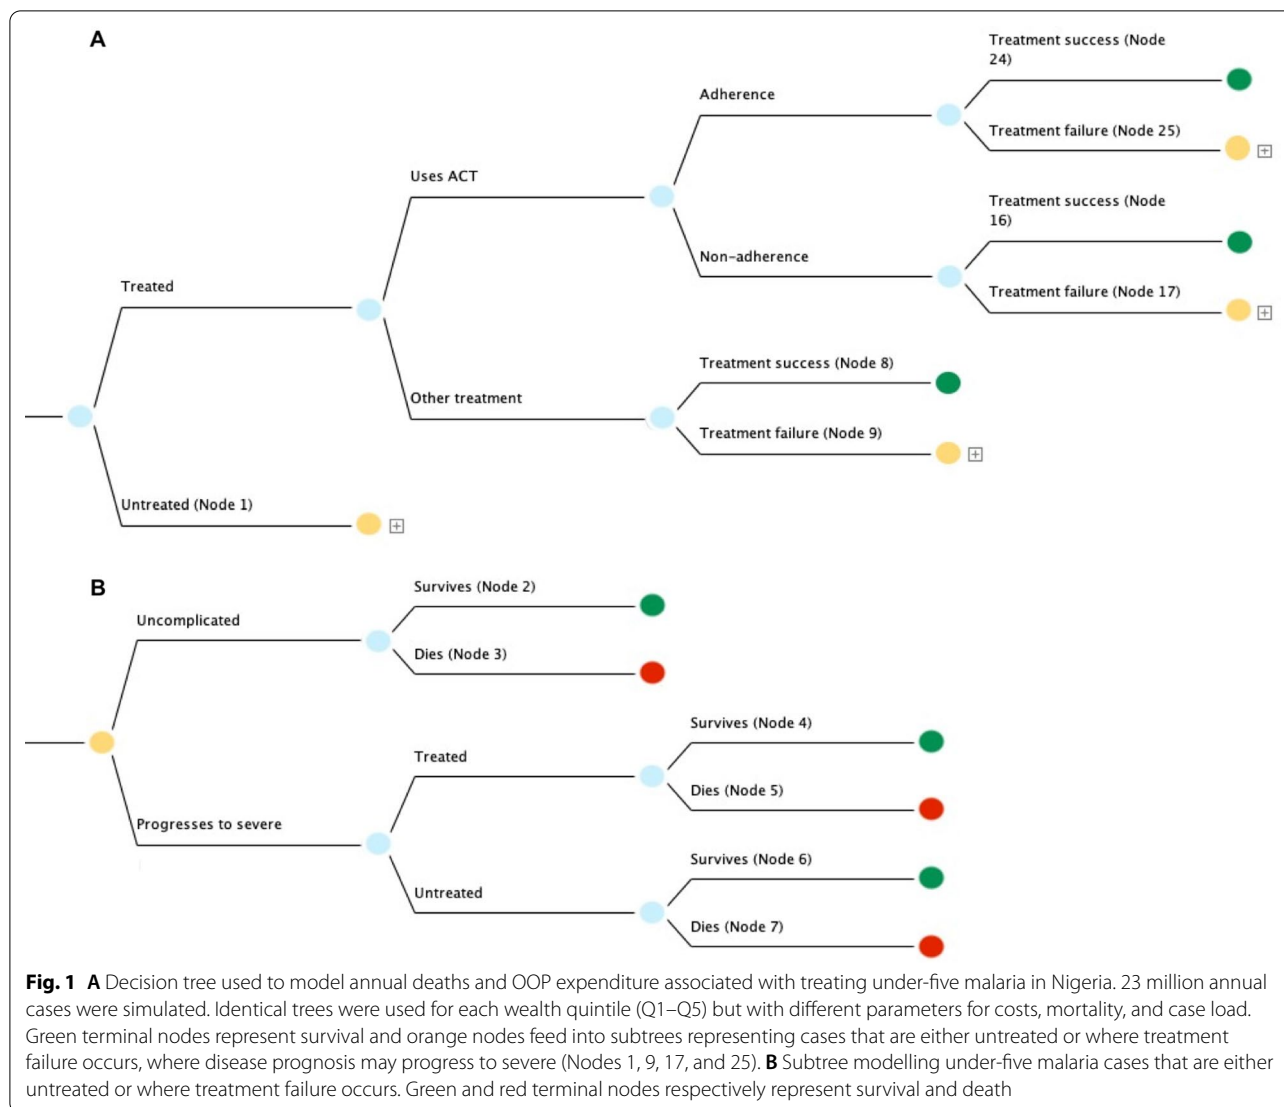 A
Treatment success (Node
24)
Adherence
Treatment failure (Node 25)
Uses ACT
Treatment success (Node
16)
Non-adherence
Treated
Treatment failure (Node 17)
Treatment success (Node 8)
Other treatment
Treatment failure (Node 9)
Untreated (Node 1)
B
Survives (Node 2)
Uncomplicated
Dies (Node 3)
Survives (Node 4)
Treated
Dies (Node 5)
Progresses to severe
Survives (Node 6)
Untreated
Dies (Node 7)
Fig. 1 A Decision tree used to model annual deaths and OOP expenditure associated with treating under-five malaria in Nigeria. 23 million annual
cases were simulated. Identical trees were used for each wealth quintile (Q1–Q5) but with different parameters for costs, mortality, and case load.
Green terminal nodes represent survival and orange nodes feed into subtrees representing cases that are either untreated or where treatment
failure occurs, where disease prognosis may progress to severe (Nodes 1, 9, 17, and 25). B Subtree modelling under-five malaria cases that are either
untreated or where treatment failure occurs. Green and red terminal nodes respectively represent survival and death